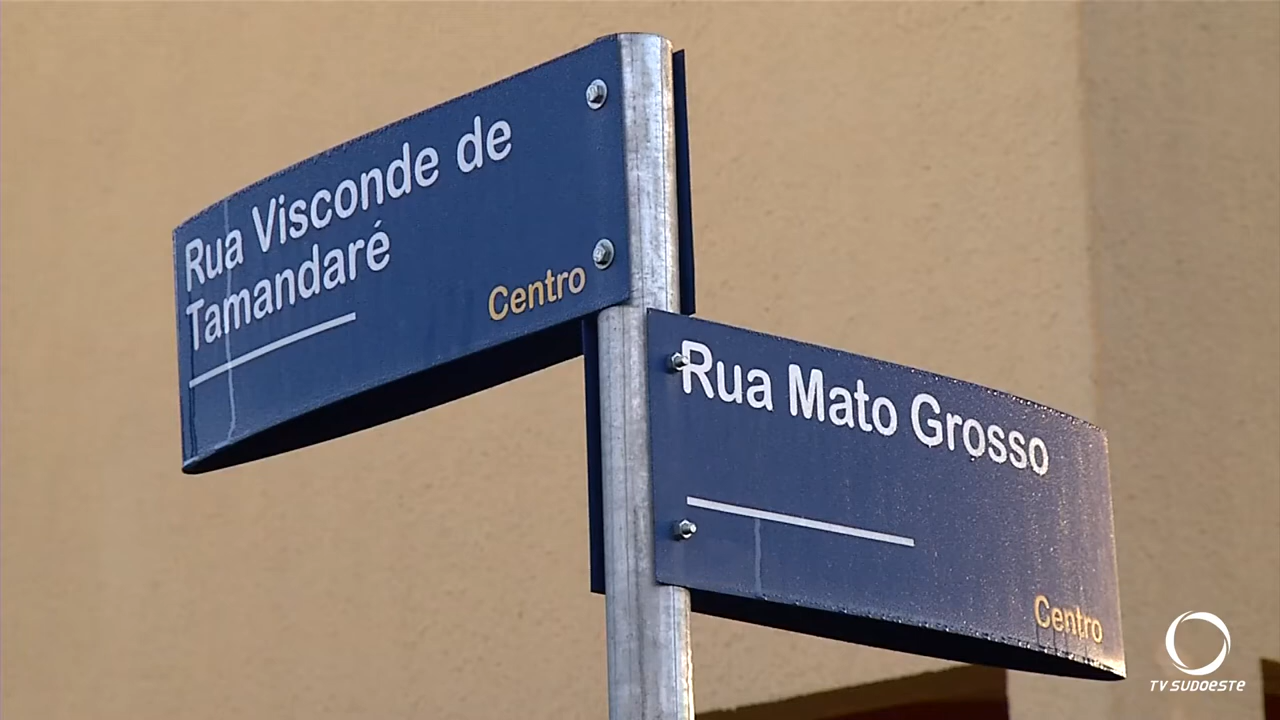 Rua Visconde de
Tamandaré
Centro
Rua Mato Grosso
Centro
TV SUDOESTE